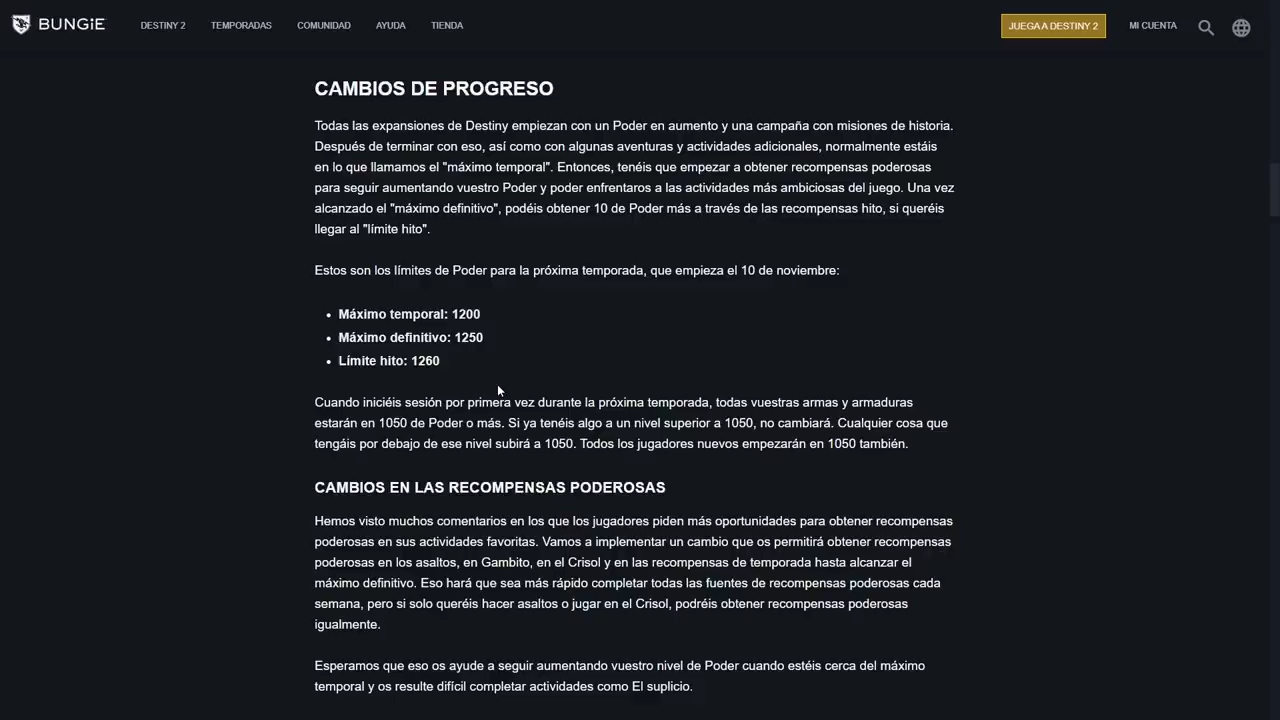 BUNGiE DESTINY 2 TEMPORADAS COMUNIDAD AYUDA TIENDA JUEGA A DESTINY 2 MI CUENTA
CAMBIOS DE PROGRESO
Todas las expansiones de Destiny empiezan con un Poder en aumento y una campaña con misiones de historia.
Después de terminar con eso, así como con algunas aventuras y actividades adicionales, normalmente estáis
en lo que llamamos el "máximo temporal". Entonces, tenéis que empezar a obtener recompensas poderosas
para seguir aumentando vuestro Poder y poder enfrentaros a las actividades más ambiciosas del juego. Una vez
alcanzado el "máximo definitivo", podéis obtener 10 de Poder más a través de las recompensas hito, si queréis
llegar al "límite hito".
Estos son los límites de Poder para la próxima temporada, que empieza el 10 de noviembre:
• Máximo temporal: 1200
• Máximo definitivo: 1250
• Límite hito: 1260
Cuando iniciéis sesión por primera vez durante la próxima temporada, todas vuestras armas y armaduras
estarán en 1050 de Poder o más. Si ya tenéis algo a un nivel superior a 1050, no cambiará. Cualquier cosa que
tengáis por debajo de ese nivel subirá a 1050. Todos los jugadores nuevos empezarán en 1050 también.
CAMBIOS EN LAS RECOMPENSAS PODEROSAS
Hemos visto muchos comentarios en los que los jugadores piden más oportunidades para obtener recompensas
poderosas en sus actividades favoritas. Vamos a implementar un cambio que os permitirá obtener recompensas
poderosas en los asaltos, en Gambito, en el Crisol y en las recompensas de temporada hasta alcanzar el
máximo definitivo. Eso hará que sea más rápido completar todas las fuentes de recompensas poderosas cada
semana, pero si solo queréis hacer asaltos o jugar en el Crisol, podréis obtener recompensas poderosas
igualmente.
Esperamos que eso os ayude a seguir aumentando vuestro nivel de Poder cuando estéis cerca del máximo
temporal y os resulte difícil completar actividades como El suplicio.